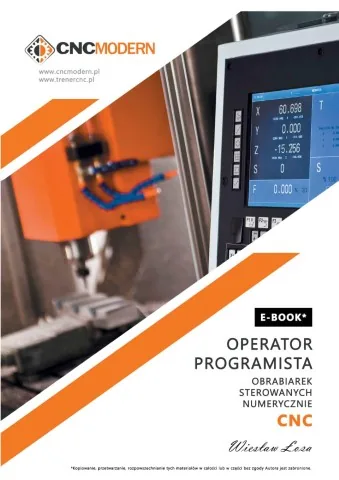 CNCMODERN
www.cncmodern.pl
www.trenercnc.pl
X 60.698 T
Y 0.000
Z -15.256
S 0 S
F 0.000 %
E-BOOK*
OPERATOR
PROGRAMISTA
OBRABIAREK
STEROWANYCH
NUMERYCZNIE
CNC
Wiesław Łosa
*Kopiowanie, przetwarzanie, rozpowszechnianie tych materiałów w całości lub w części bez zgody Autora jest zabronione.